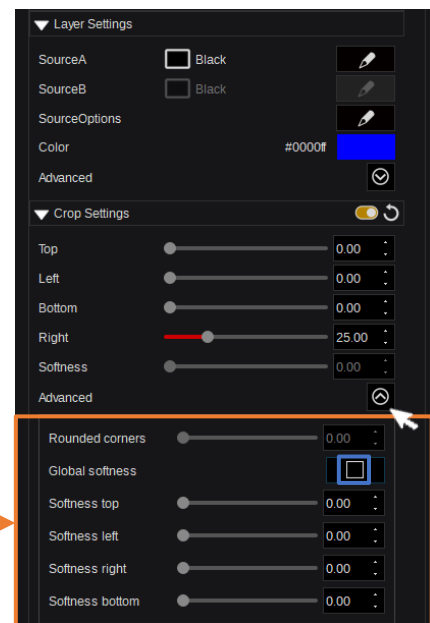 Layer Settings
SourceA Black
SourceB Black
SourceOptions
Color #0000ff
Advanced
Crop Settings
Top 0.00
Left 0.00
Bottom 0.00
Right 25.00
Softness 0.00
Advanced
Rounded corners 0.00
Global softness
Softness top 0.00
Softness left 0.00
Softness right 0.00
Softness bottom 0.00